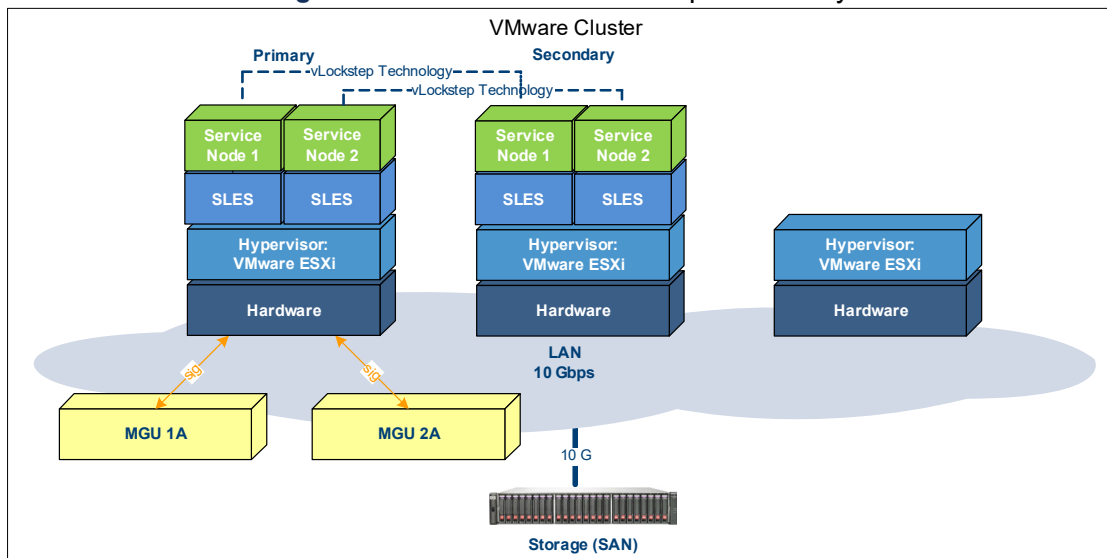 VMware Cluster
Primary
Secondary
vLockstep Technology
vLockstep Technology
Service
Node 1
Service
Node 2
Service
Node 1
Service
Node 2
SLES
SLES
SLES
SLES
Hypervisor:
VMware ESXi
Hypervisor:
VMware ESXi
Hypervisor:
VMware ESXi
Hardware
Hardware
Hardware
LAN
10 Gbps
sig
sig
MGU 1A
MGU 2A
10 G
Storage (SAN)